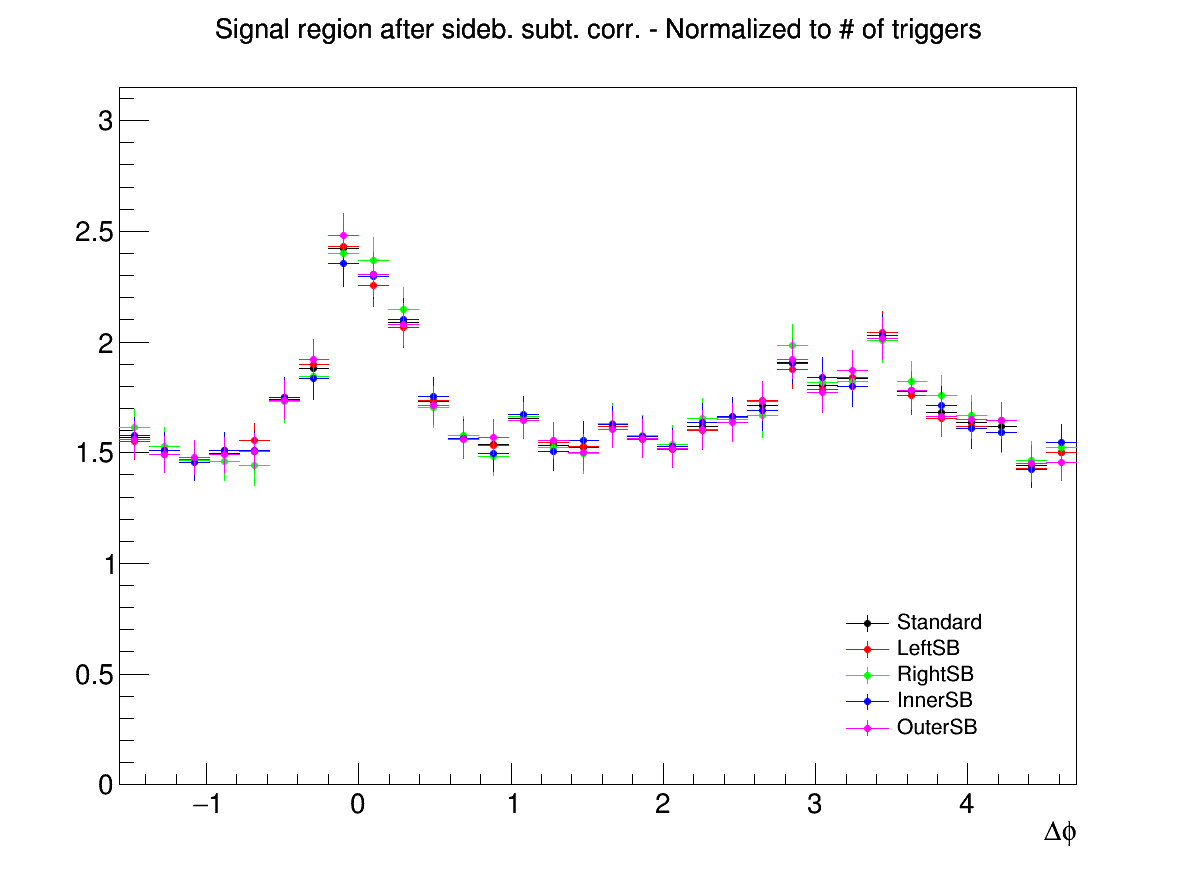 Signal region after sideb. subt. corr. - Normalized to # of triggers
3
2.5
2
1.5
1
0.5
0
−1 0 1 2 3 4
Δϕ
Standard
LeftSB
RightSB
InnerSB
OuterSB